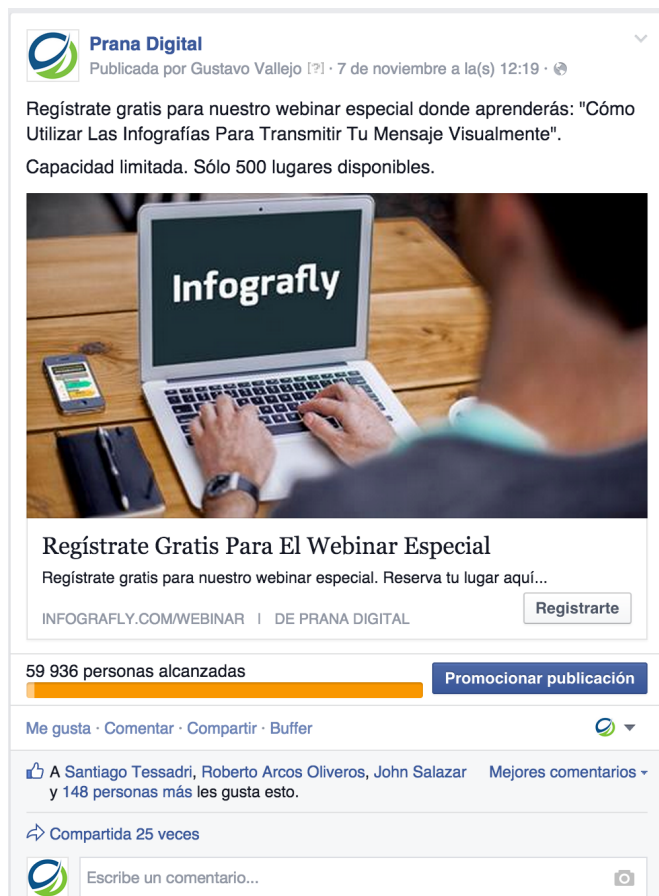 Prana Digital
Publicada por Gustavo Vallejo [?] · 7 de noviembre a la(s) 12:19 ·
Regístrate gratis para nuestro webinar especial donde aprenderás: "Cómo
Utilizar Las Infografías Para Transmitir Tu Mensaje Visualmente".
Capacidad limitada. Sólo 500 lugares disponibles.
Infografly
Regístrate Gratis Para El Webinar Especial
Regístrate gratis para nuestro webinar especial. Reserva tu lugar aquí...
Registrarte
INFOGRAFLY.COM/WEBINAR | DE PRANA DIGITAL
59 936 personas alcanzadas
Promocionar publicación
Me gusta · Comentar · Compartir · Buffer
A Santiago Tessadri, Roberto Arcos Oliveros, John Salazar
y 148 personas más les gusta esto.
Mejores comentarios
Compartida 25 veces
Escribe un comentario...